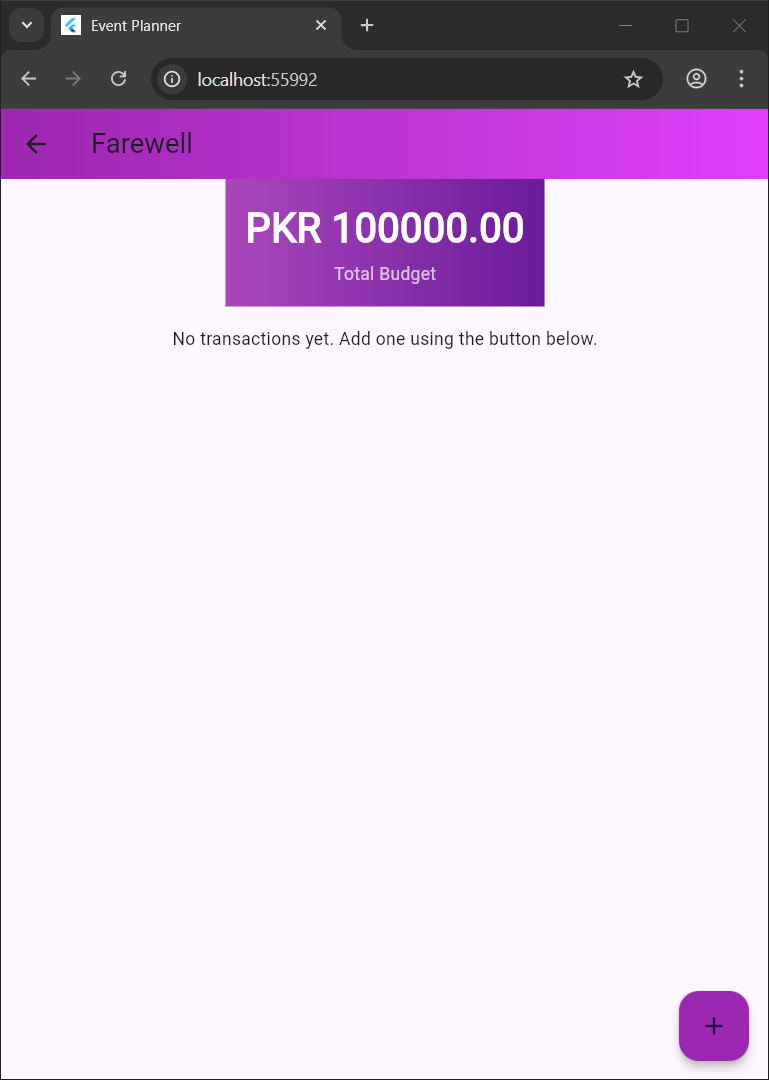 Event Planner
localhost:55992
Farewell
PKR 100000.00
Total Budget
No transactions yet. Add one using the button below.